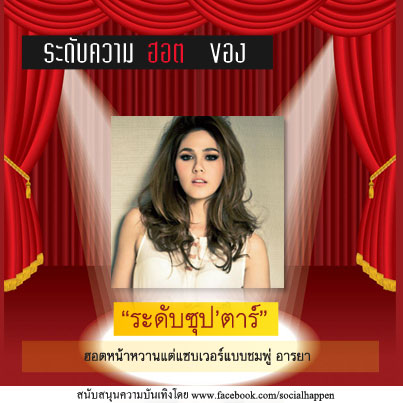 ระดับความ ฮอต ของ
“ระดับซุป’ตาร์”
ฮอตหน้าหวานแต่แซบเวอร์แบบชมพู่ อารยา
สนับสนุนความบันเทิงโดย www.facebook.com/socialhappen